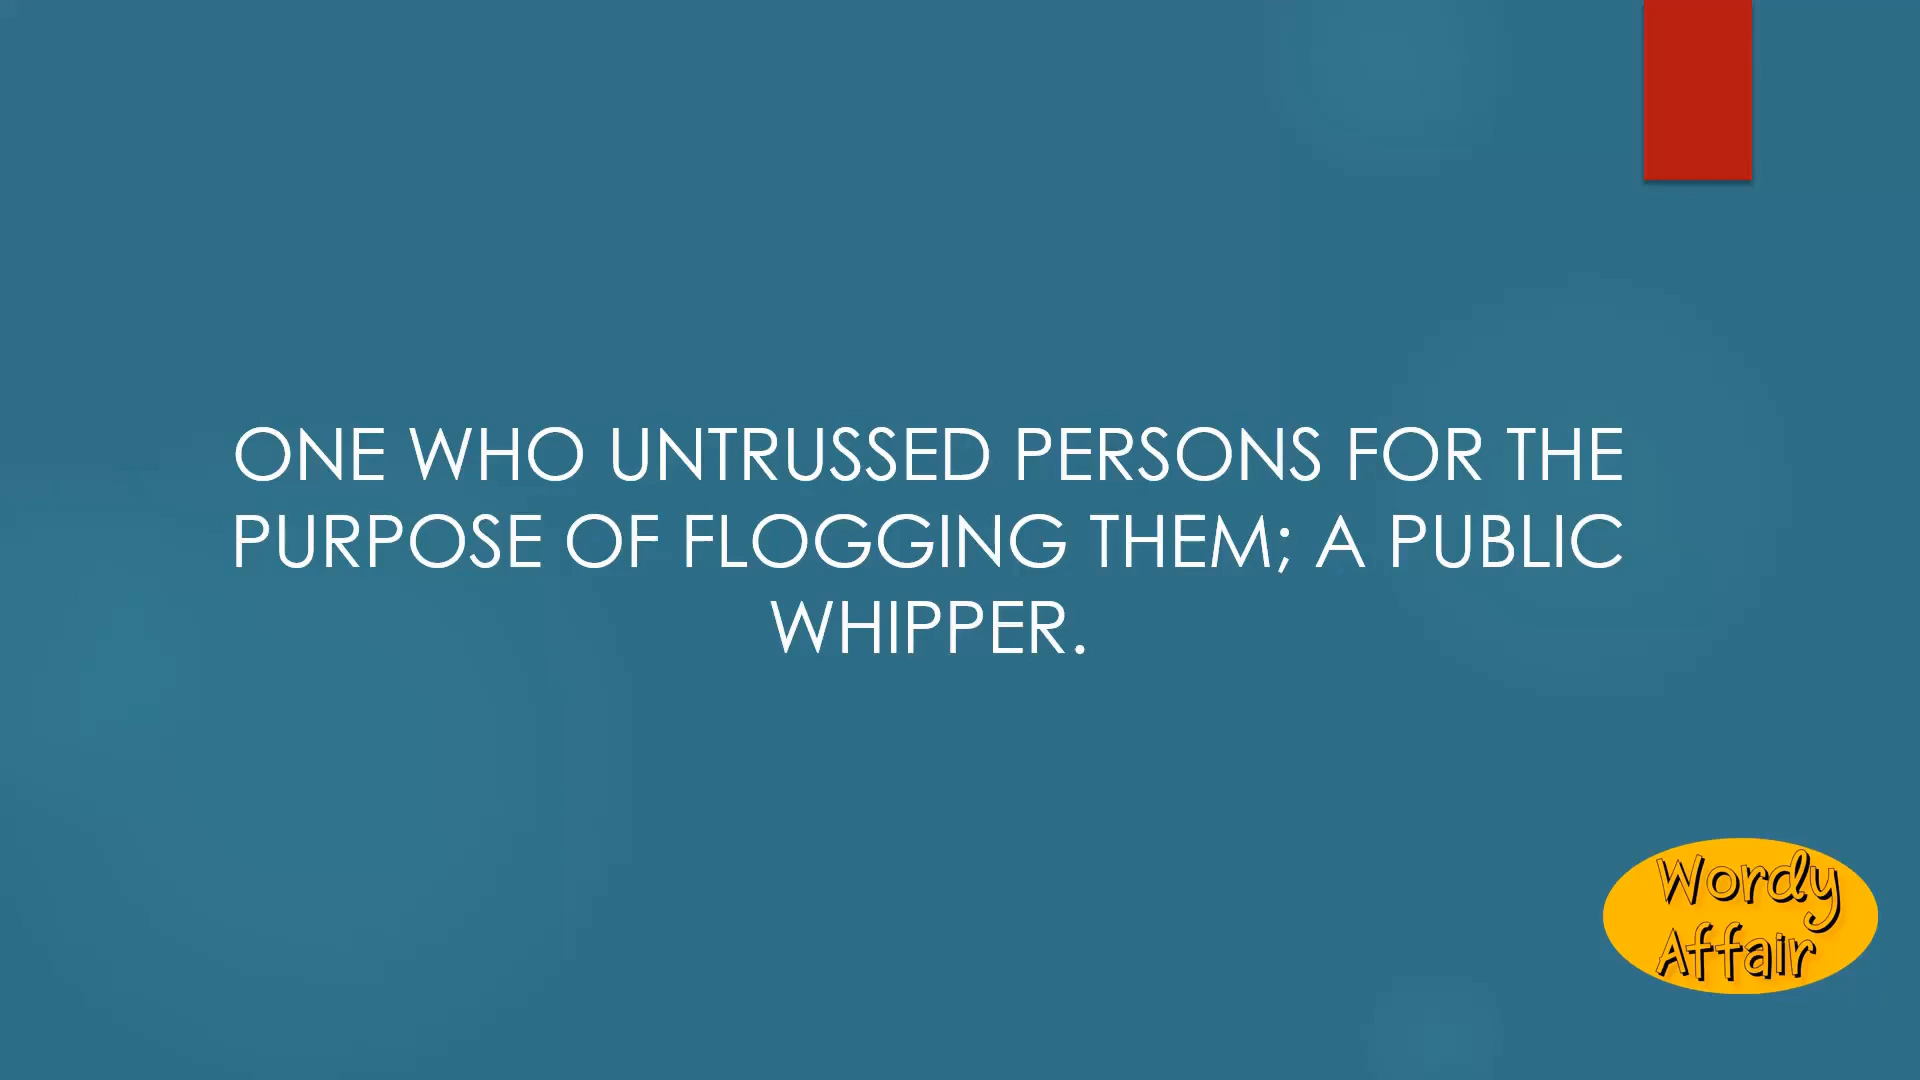 ONE WHO UNTRUSSED PERSONS FOR THE
PURPOSE OF FLOGGING THEM; A PUBLIC
WHIPPER.
Wordy
Affair